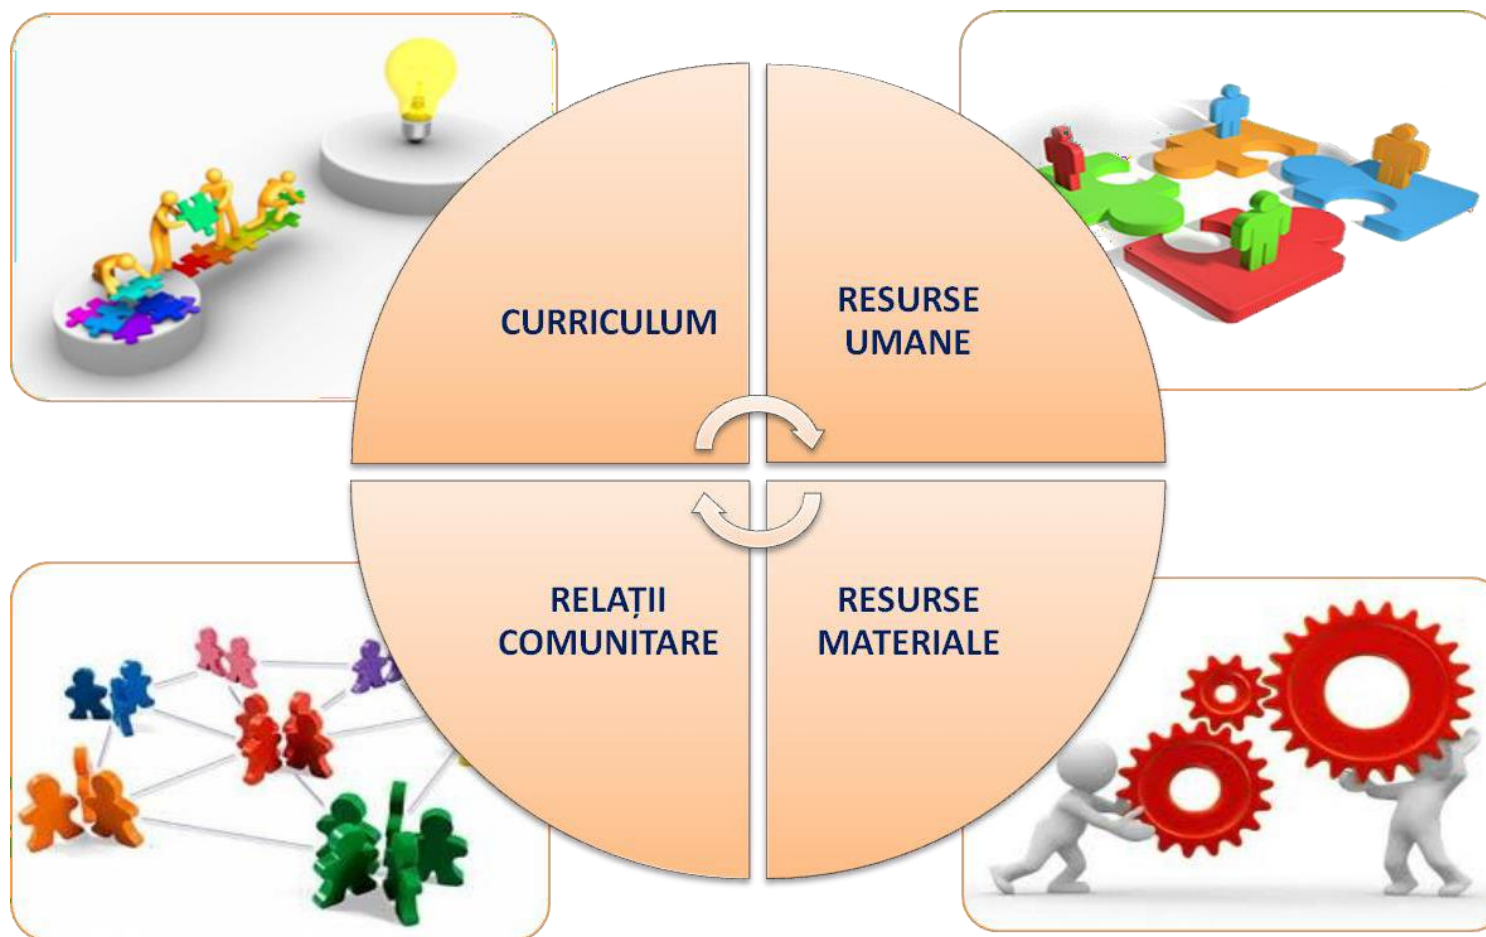 CURRICULUM
RESURSE
UMANE
RELAȚII
COMUNITARE
RESURSE
MATERIALE